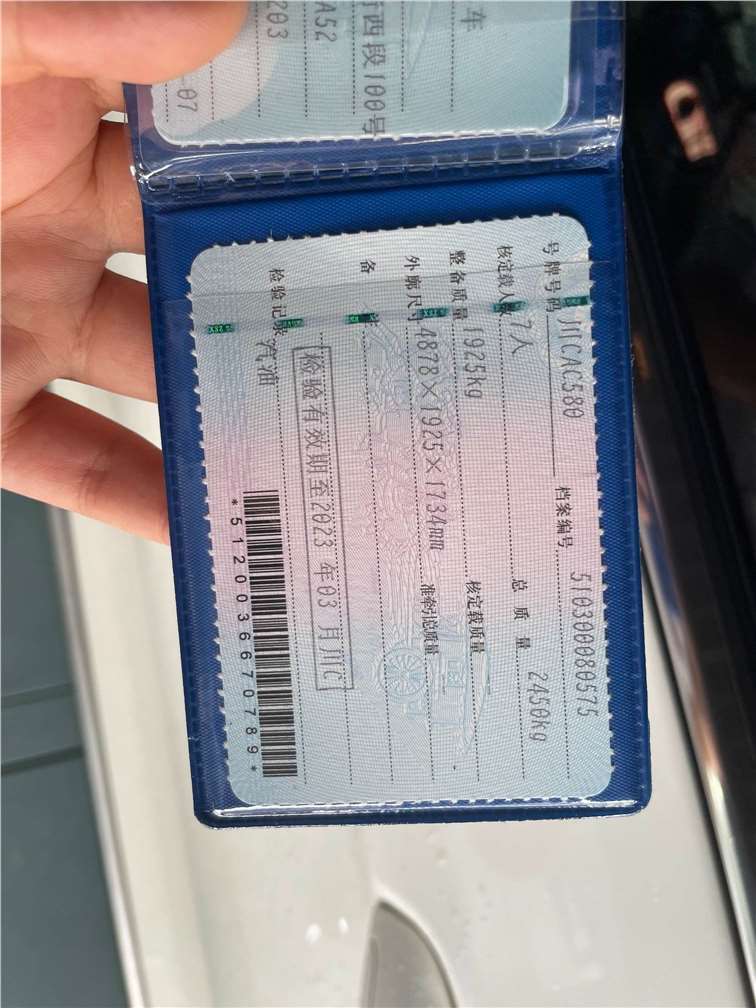 车
西段100号
A52
203
-07
号牌号码 川CAC580 档案编号 510300080575
核定载人数 7人 总质量 2450kg
整备质量 1925kg 核定载质量
外廓尺寸 4878×1925×1734mm 准牵引总质量
备注
检验有效期至2023年03月川C
检验记录 汽油
*5120036670789*